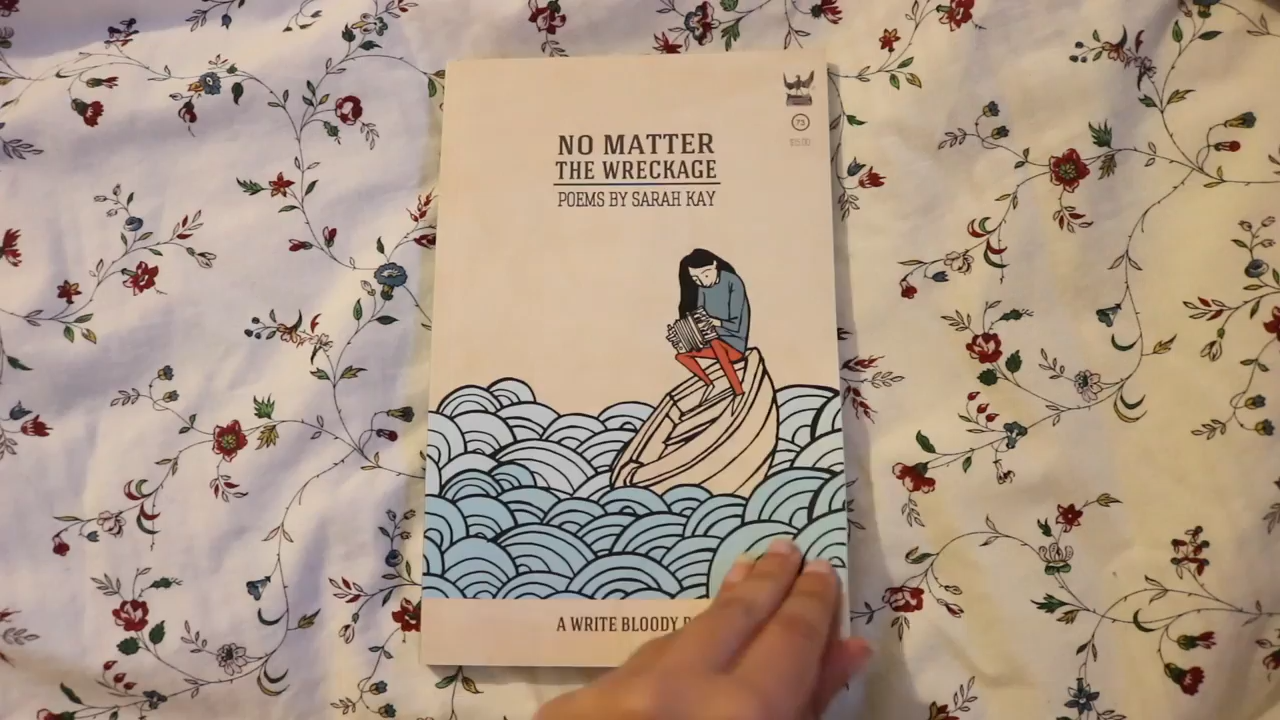 NO MATTER
THE WRECKAGE
POEMS BY SARAH KAY
73
A WRITE BLOODY